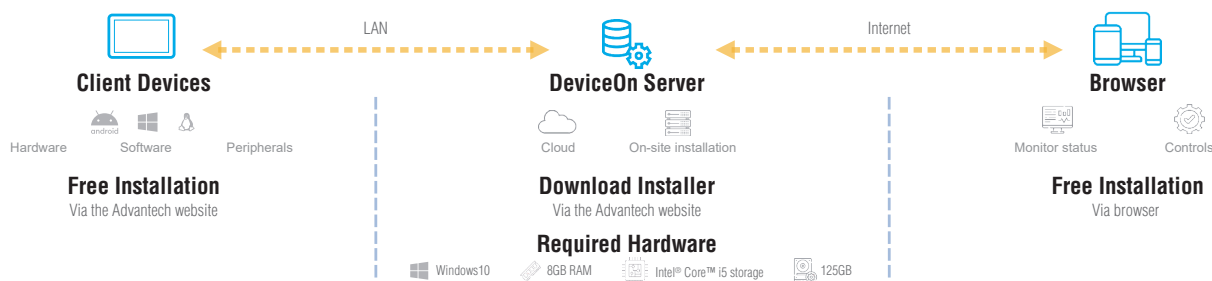 LAN
Internet
Client Devices
DeviceOn Server
Browser
android
Hardware
Software
Peripherals
Cloud
On-site installation
Monitor status
Controls
Free Installation
Via the Advantech website
Download Installer
Via the Advantech website
Free Installation
Via browser
Required Hardware
Windows10
8GB RAM
Intel® Core™ i5 storage
125GB